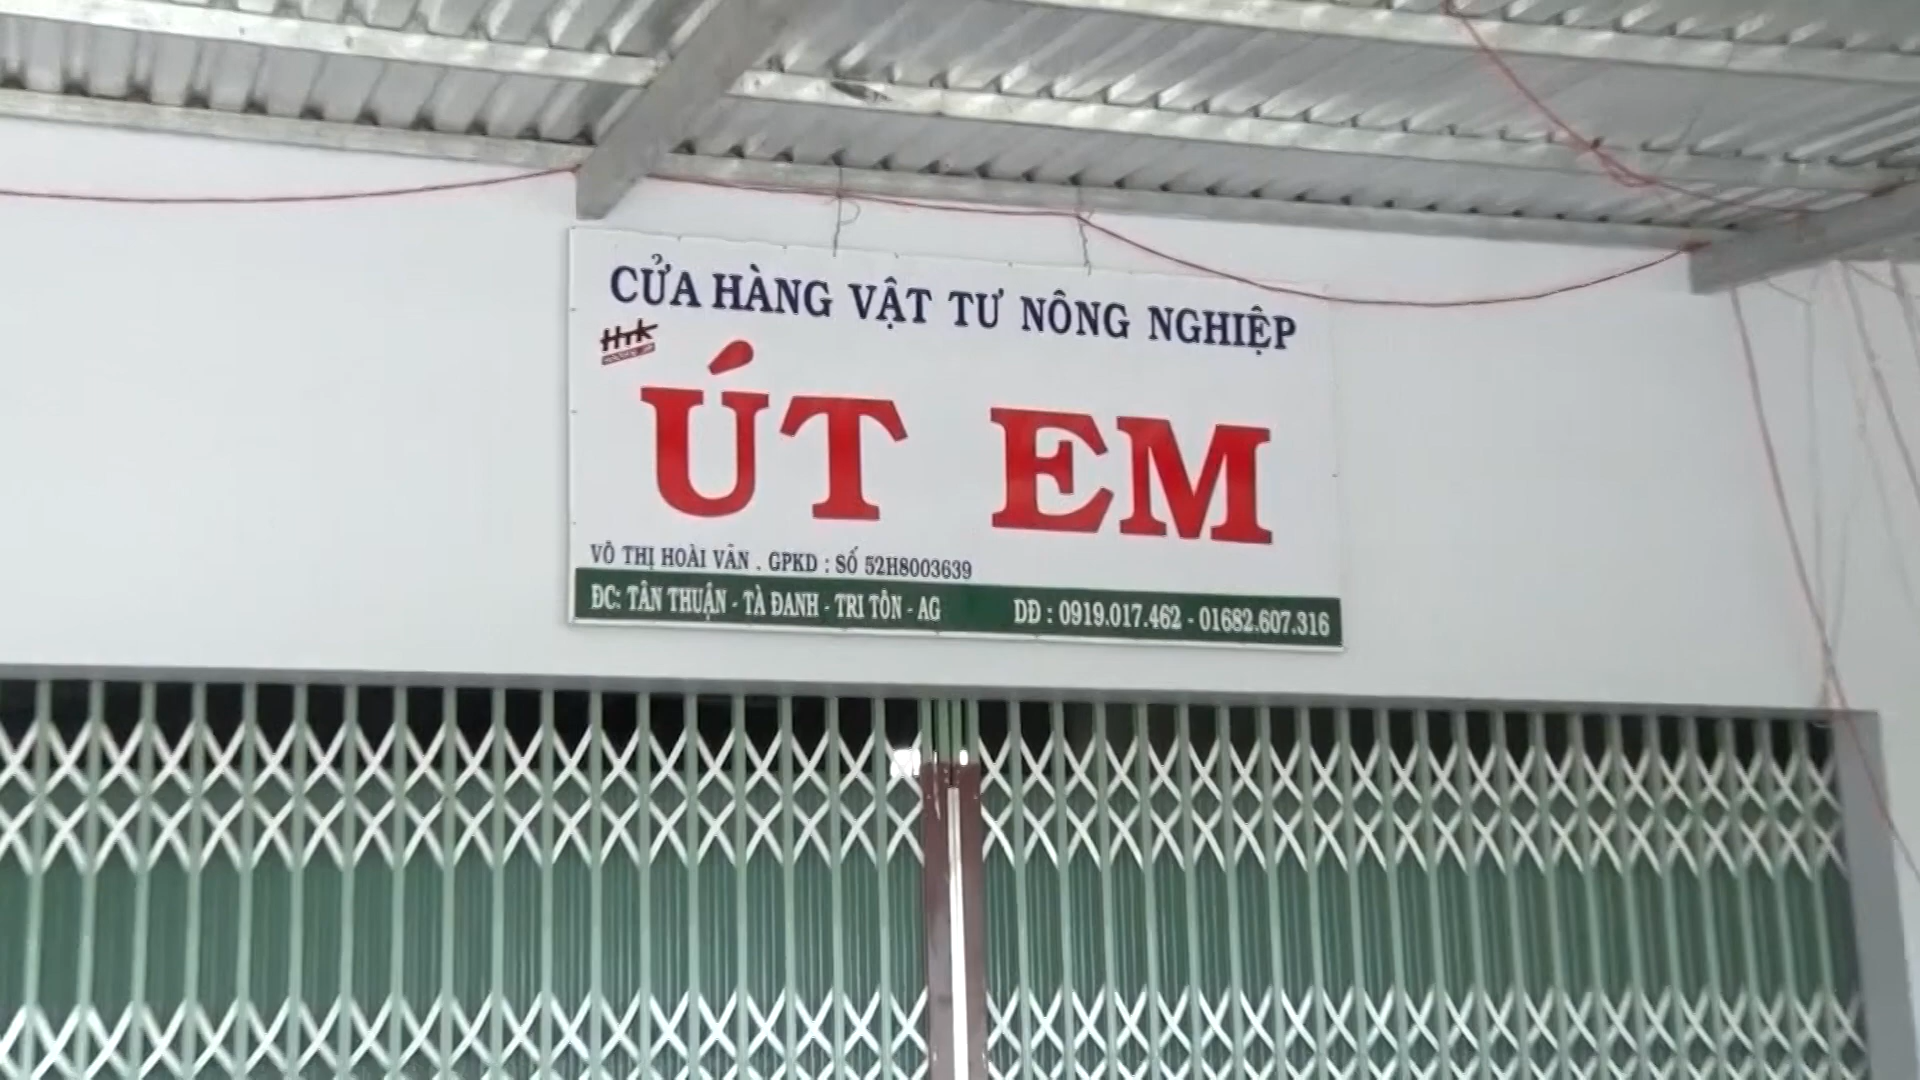 CỬA HÀNG VẬT TƯ NÔNG NGHIỆP
ÚT EM
VÕ THỊ HOÀI VÂN . GPKD : SỐ 52H8003639
ĐC: TÂN THUẬN - TÀ ĐANH - TRI TÔN - AG DĐ : 0919.017.462 - 01682.607.316